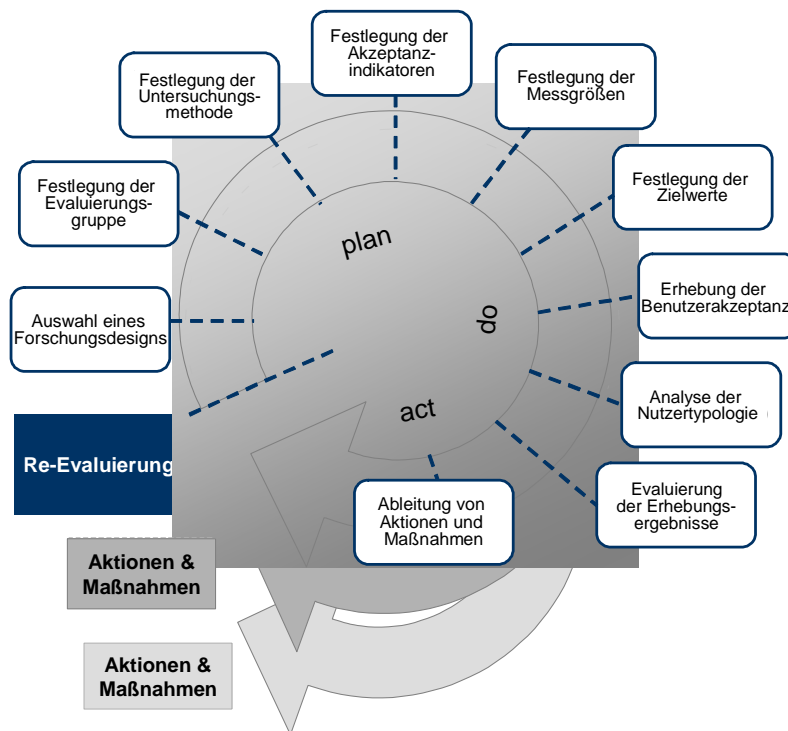 Festlegung der
Akzeptanz-
indikatoren
Festlegung der
Untersuchungs-
methode
Festlegung der
Messgrößen
Festlegung der
Evaluierungs-
gruppe
Festlegung der
Zielwerte
plan
Auswahl eines
Forschungsdesigns
Erhebung der
Benutzerakzeptanz
do
Analyse der
Nutzertypologie
act
Re-Evaluierung
Ableitung von
Aktionen und
Maßnahmen
Evaluierung
der Erhebungs-
ergebnisse
Aktionen &
Maßnahmen
Aktionen &
Maßnahmen